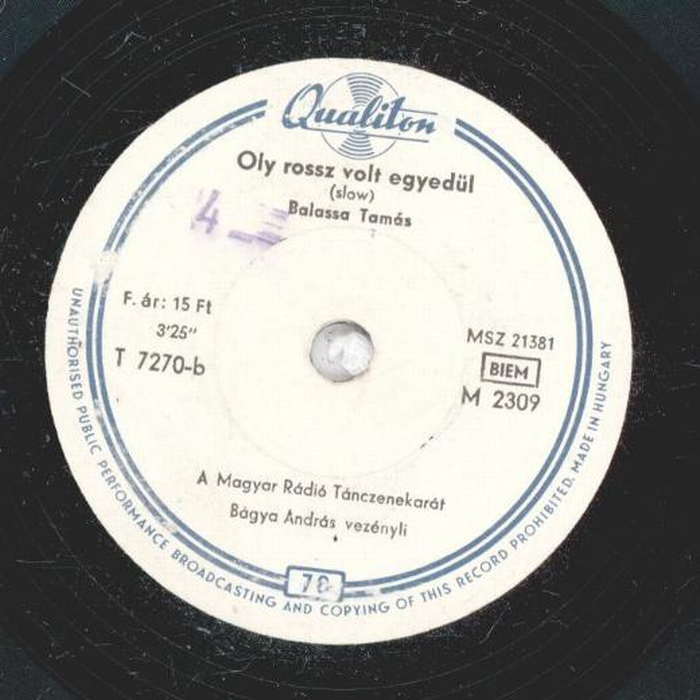 Qualiton
Oly rossz volt egyedül
(slow)
Balassa Tamás
4
F. ár: 15 Ft
3'25"
T 7270-b
MSZ 21381
BIEM
M 2309
A Magyar Rádió Tánczenekarát
Bágya András vezényli
78
UNAUTHORISED PUBLIC PERFORMANCE BROADCASTING AND COPYING OF THIS RECORD PROHIBITED. MADE IN HUNGARY